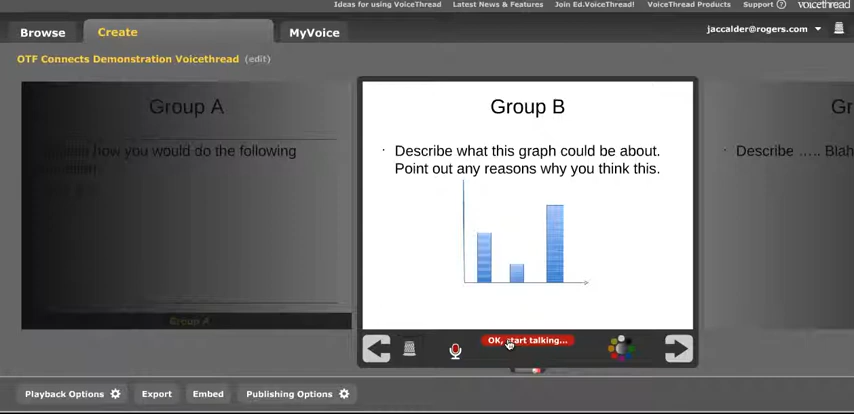 Ideas for using VoiceThread Latest News & Features Join Ed.VoiceThread! VoiceThread Products Support ? voicethread
Browse Create MyVoice jaccalder@rogers.com
OTF Connects Demonstration Voicethread (edit)
Group A
how you would do the following
Group B
· Describe what this graph could be about.
Point out any reasons why you think this.
Gr
· Describe ..... Blah
Group A
OK, start talking...
Playback Options Export Embed Publishing Options